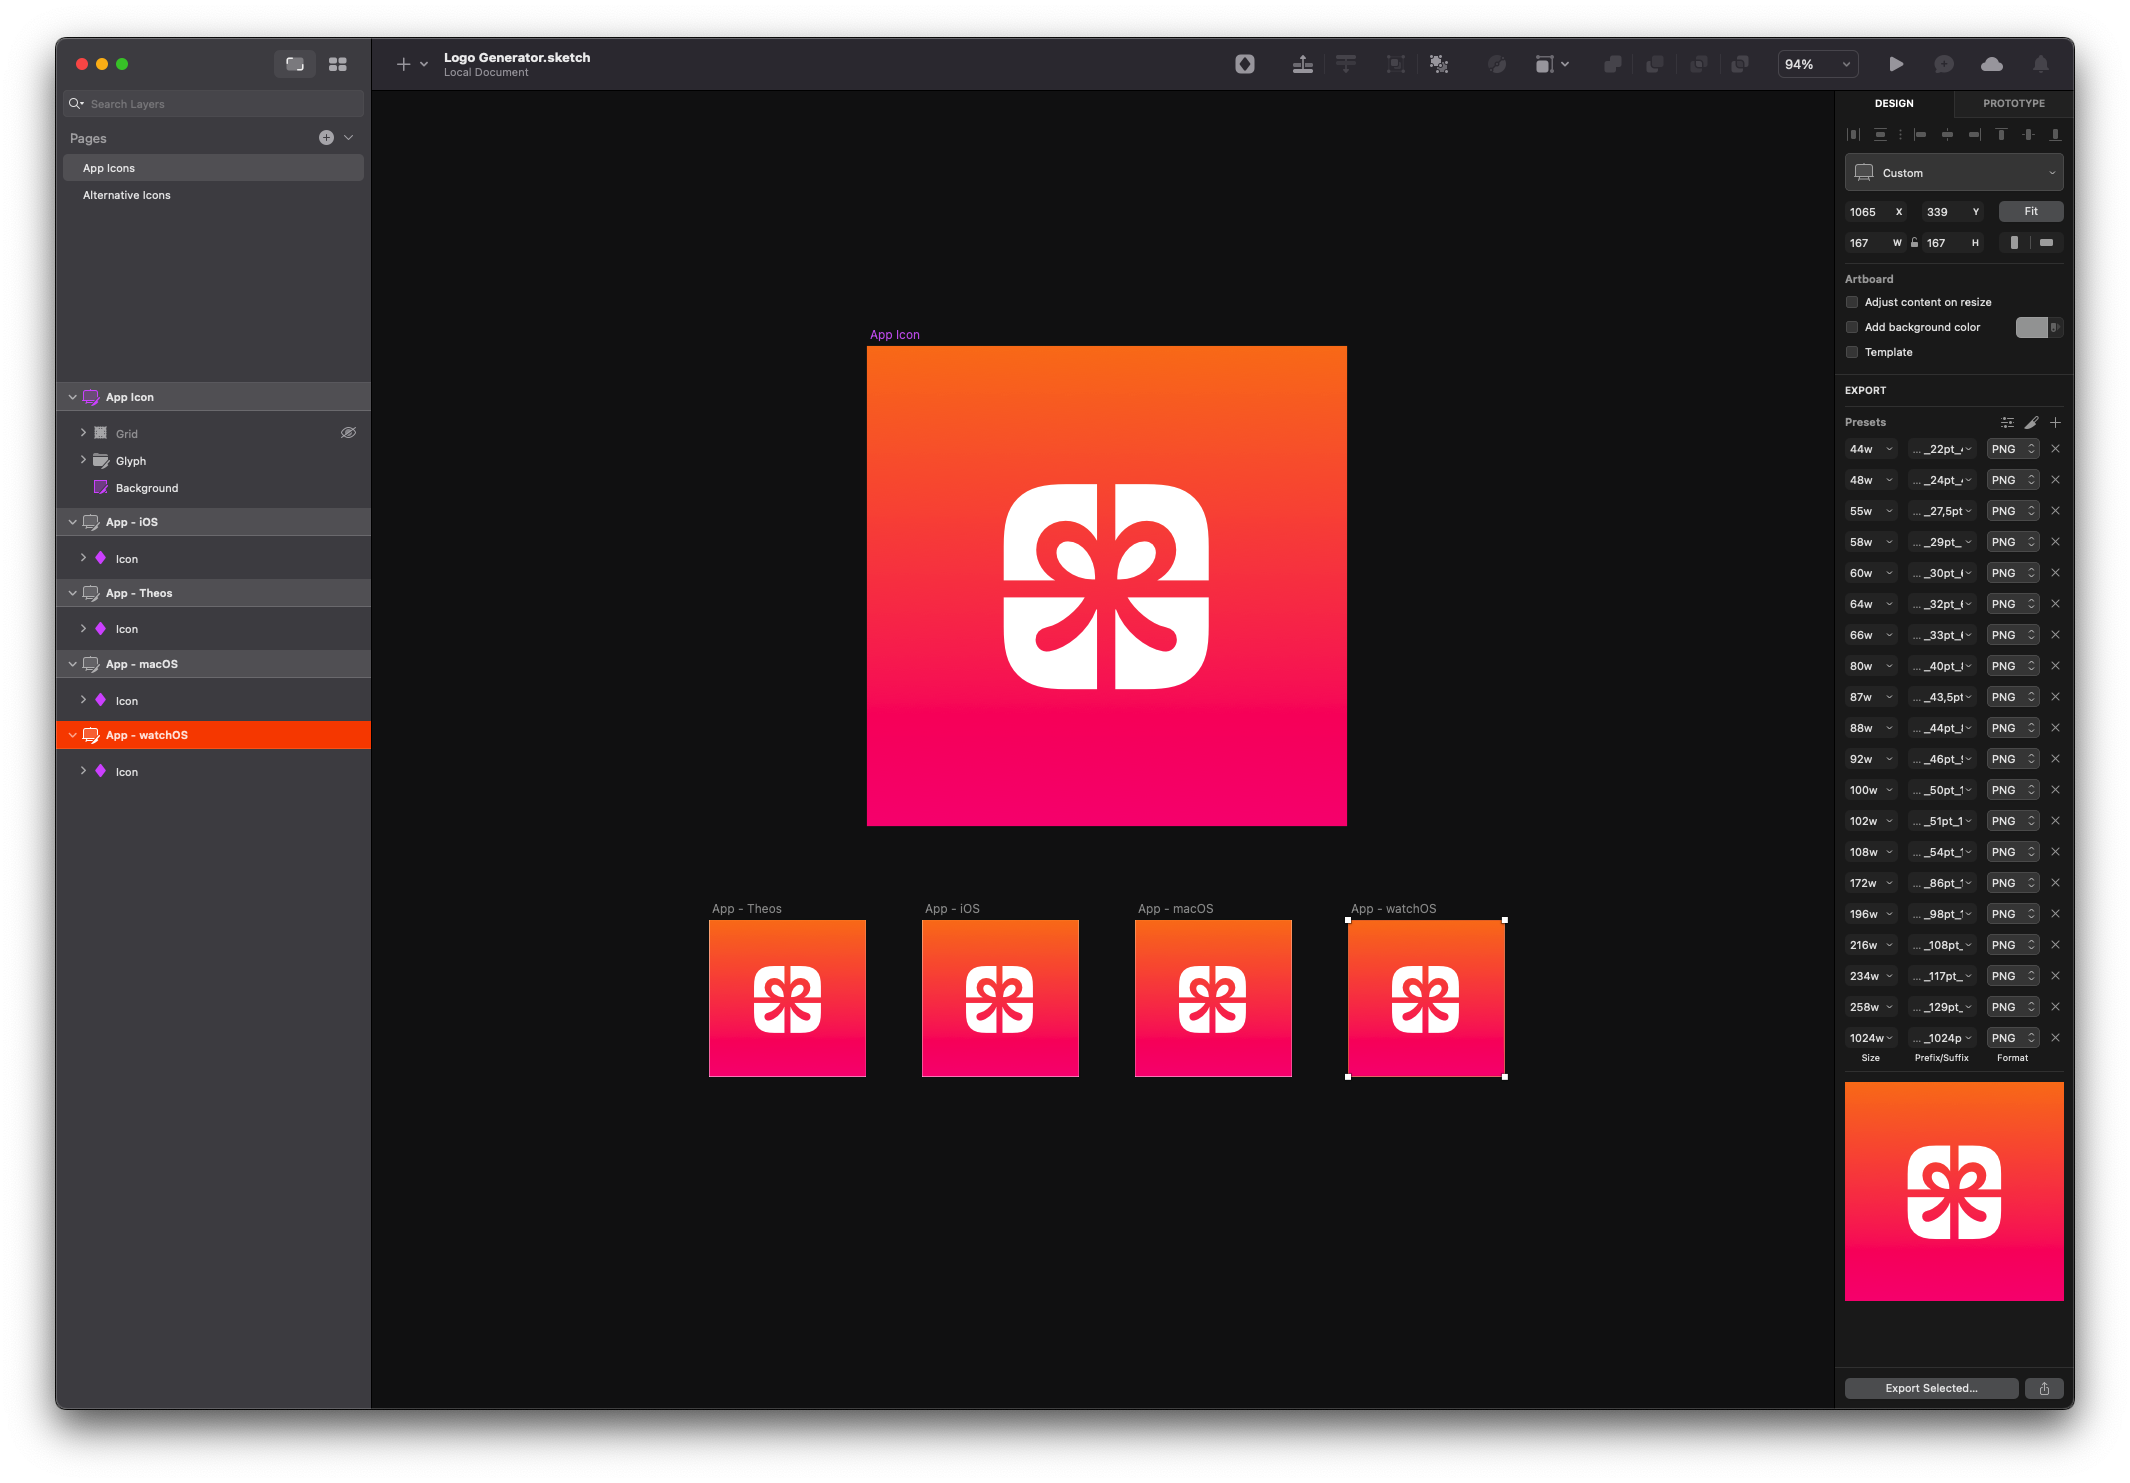 Logo Generator.sketch
Local Document
94%
Search Layers
Pages
App Icons
Alternative Icons
App Icon
Grid
Glyph
Background
App - iOS
Icon
App - Theos
Icon
App - macOS
Icon
App - watchOS
Icon
App Icon
App - Theos
App - iOS
App - macOS
App - watchOS
DESIGN PROTOTYPE
Custom
1065 X 339 Y Fit
167 W 167 H
Artboard
Adjust content on resize
Add background color
Template
EXPORT
Presets
44w ... _22pt_ PNG
48w ... _24pt_ PNG
55w ... _27,5pt PNG
58w ... _29pt_ PNG
60w ... _30pt_ PNG
64w ... _32pt_ PNG
66w ... _33pt_ PNG
80w ... _40pt_ PNG
87w ... _43,5pt PNG
88w ... _44pt_ PNG
92w ... _46pt_ PNG
100w ... _50pt_1 PNG
102w ... _51pt_1 PNG
108w ... _54pt_1 PNG
172w ... _86pt_1 PNG
196w ... _98pt_1 PNG
216w ... _108pt_ PNG
234w ... _117pt_ PNG
258w ... _129pt_ PNG
1024w ... _1024p PNG
Size Prefix/Suffix Format
Export Selected...